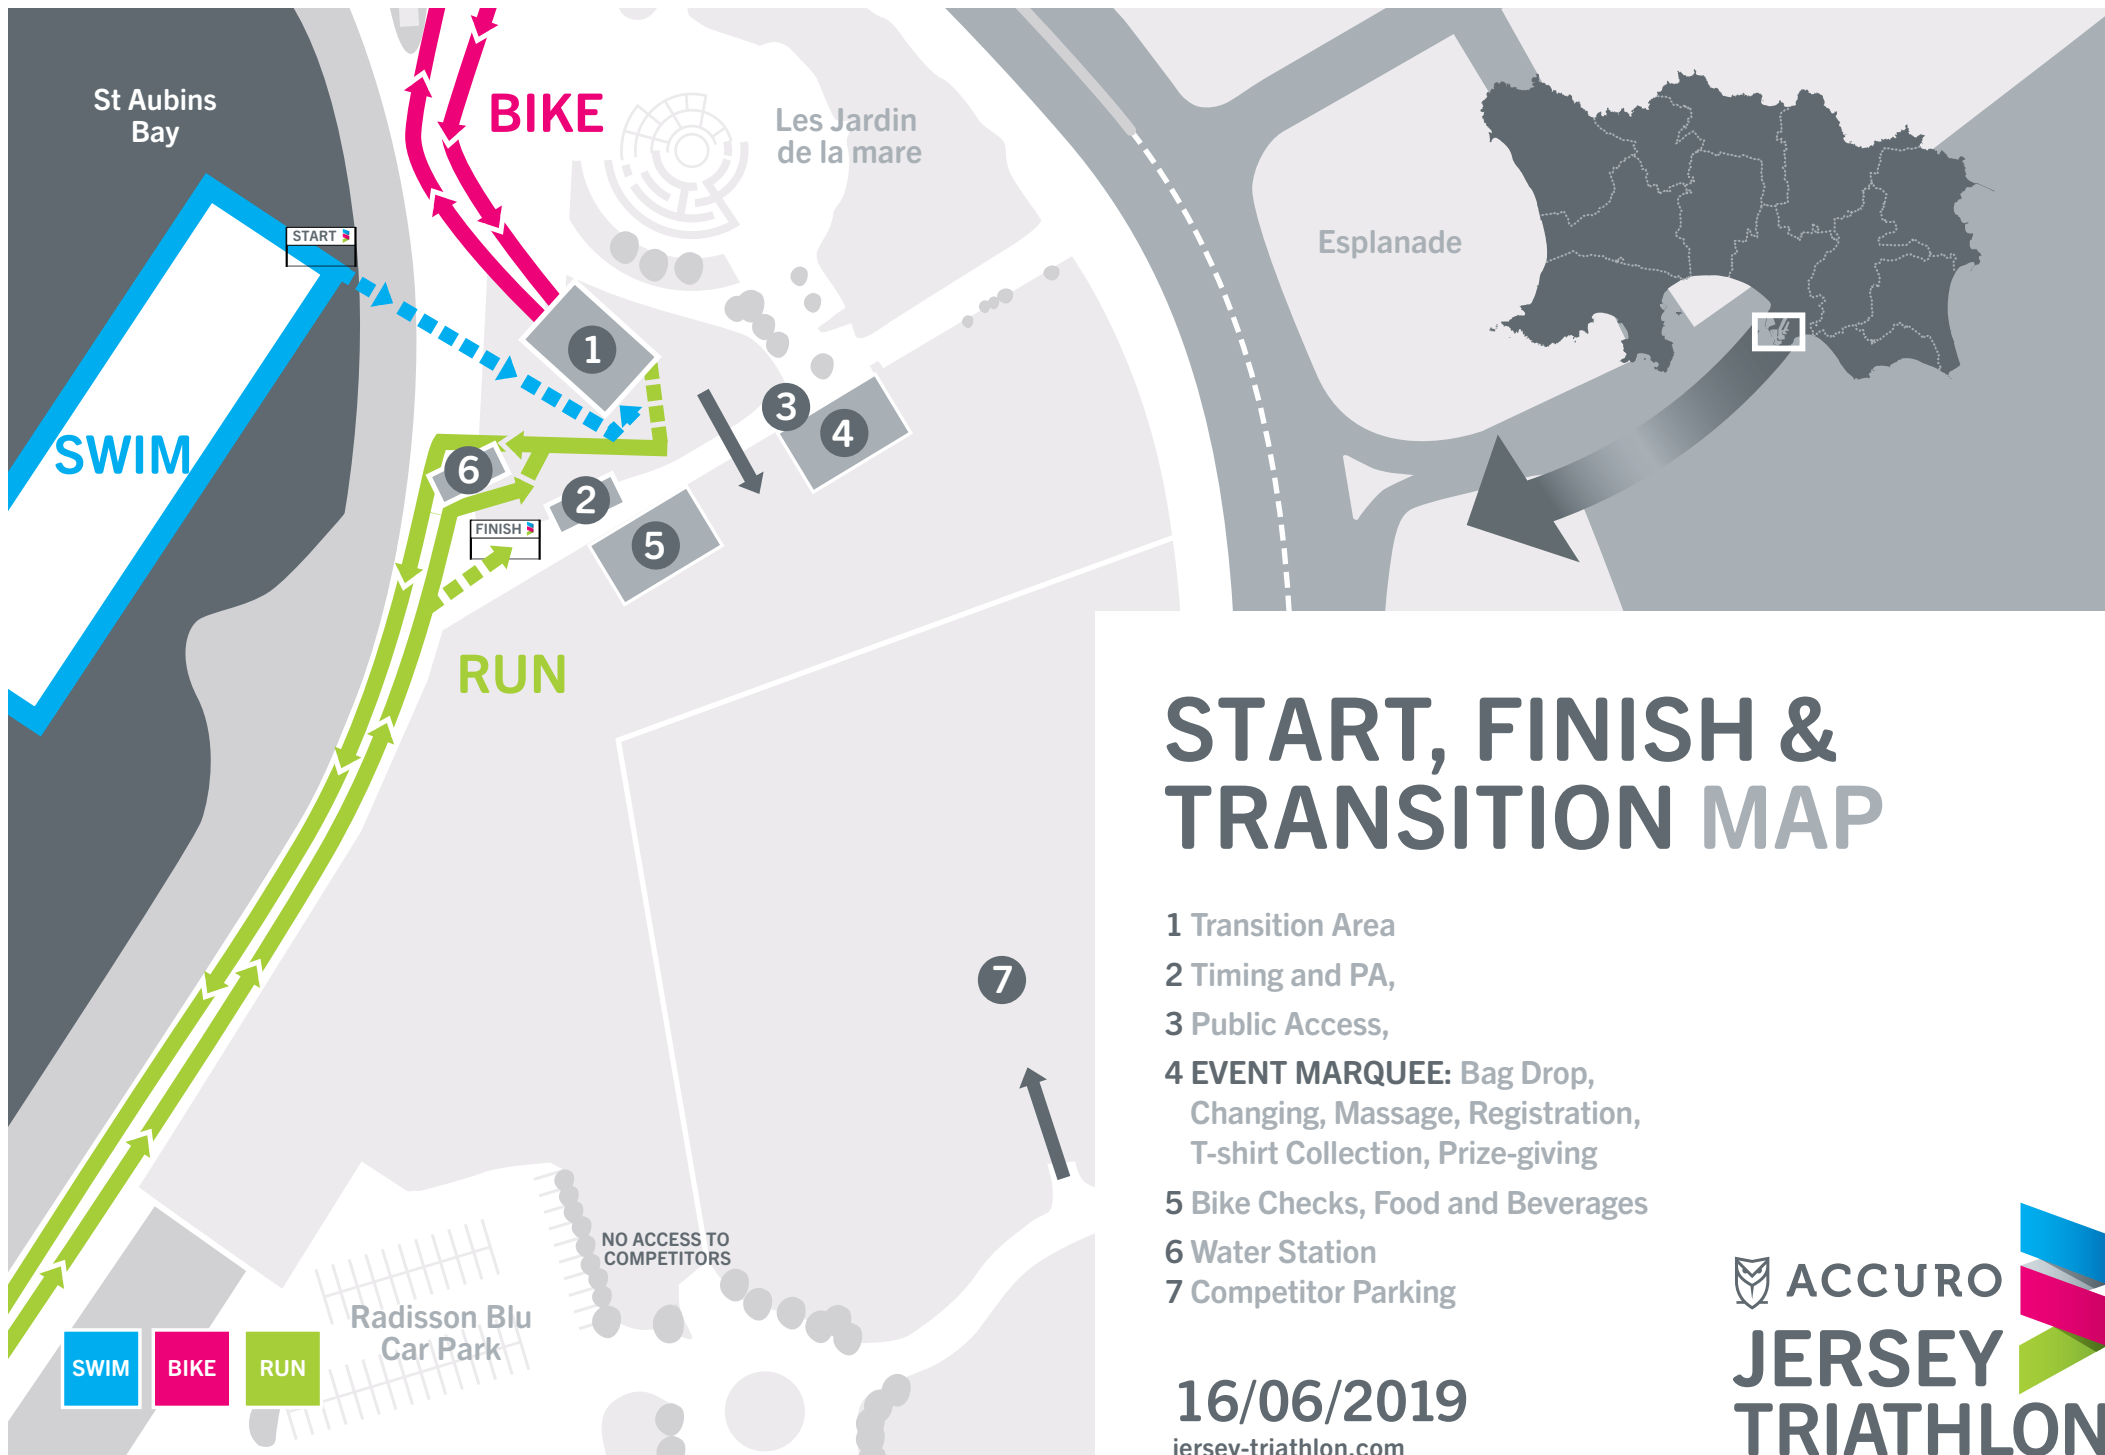 St Aubins
Bay
BIKE
Les Jardin
de la mare
START
Esplanade
1
3
4
SWIM
6
2
FINISH
5
RUN
START, FINISH &
TRANSITION MAP
1 Transition Area
2 Timing and PA,
3 Public Access,
4 EVENT MARQUEE: Bag Drop,
Changing, Massage, Registration,
T-shirt Collection, Prize-giving
5 Bike Checks, Food and Beverages
6 Water Station
7 Competitor Parking
7
NO ACCESS TO
COMPETITORS
Radisson Blu
Car Park
SWIM
BIKE
RUN
16/06/2019
jersey-triathlon.com
ACCURO
JERSEY
TRIATHLON